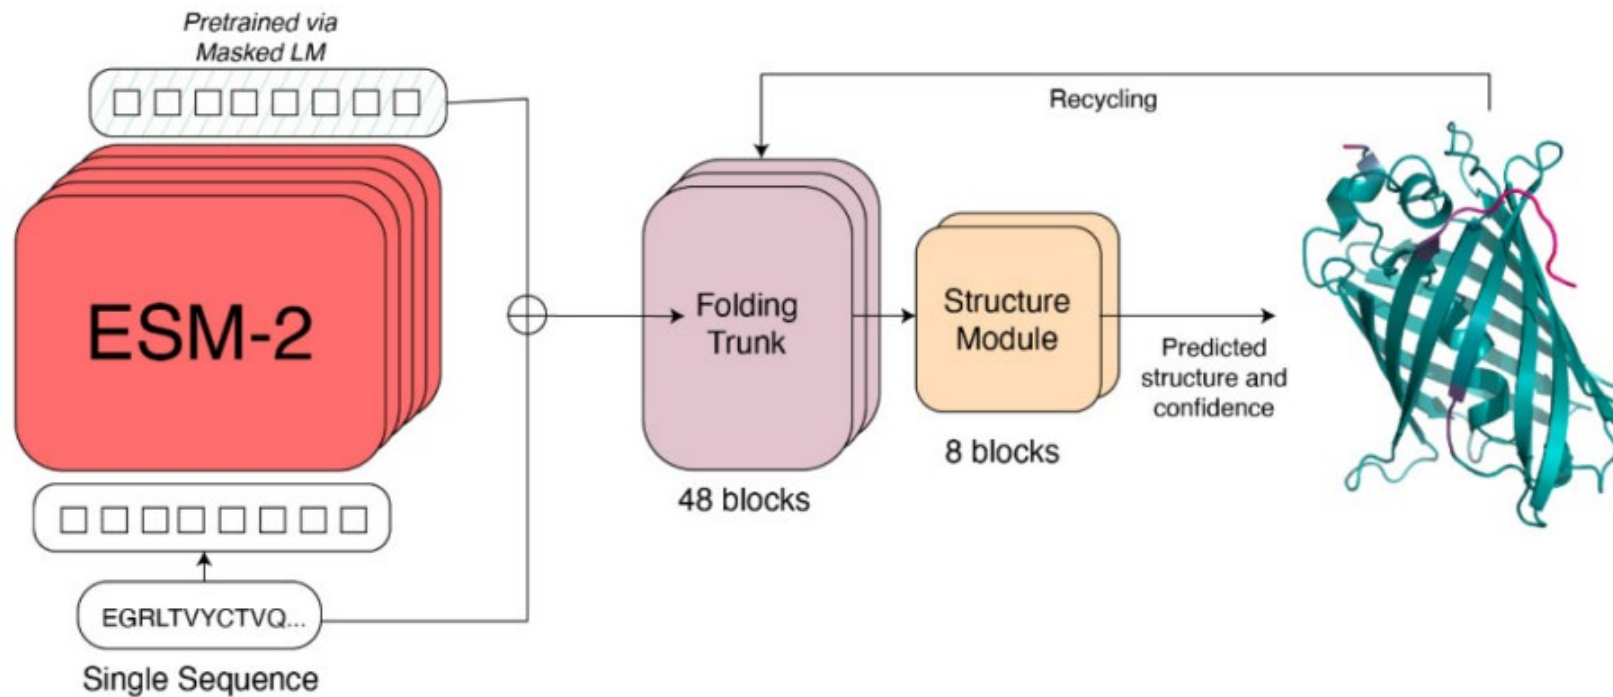 Pretrained via
Masked LM
Recycling
ESM-2
Folding
Trunk
Structure
Module
Predicted
structure and
confidence
8 blocks
48 blocks
EGRLTVYCTVQ...
Single Sequence